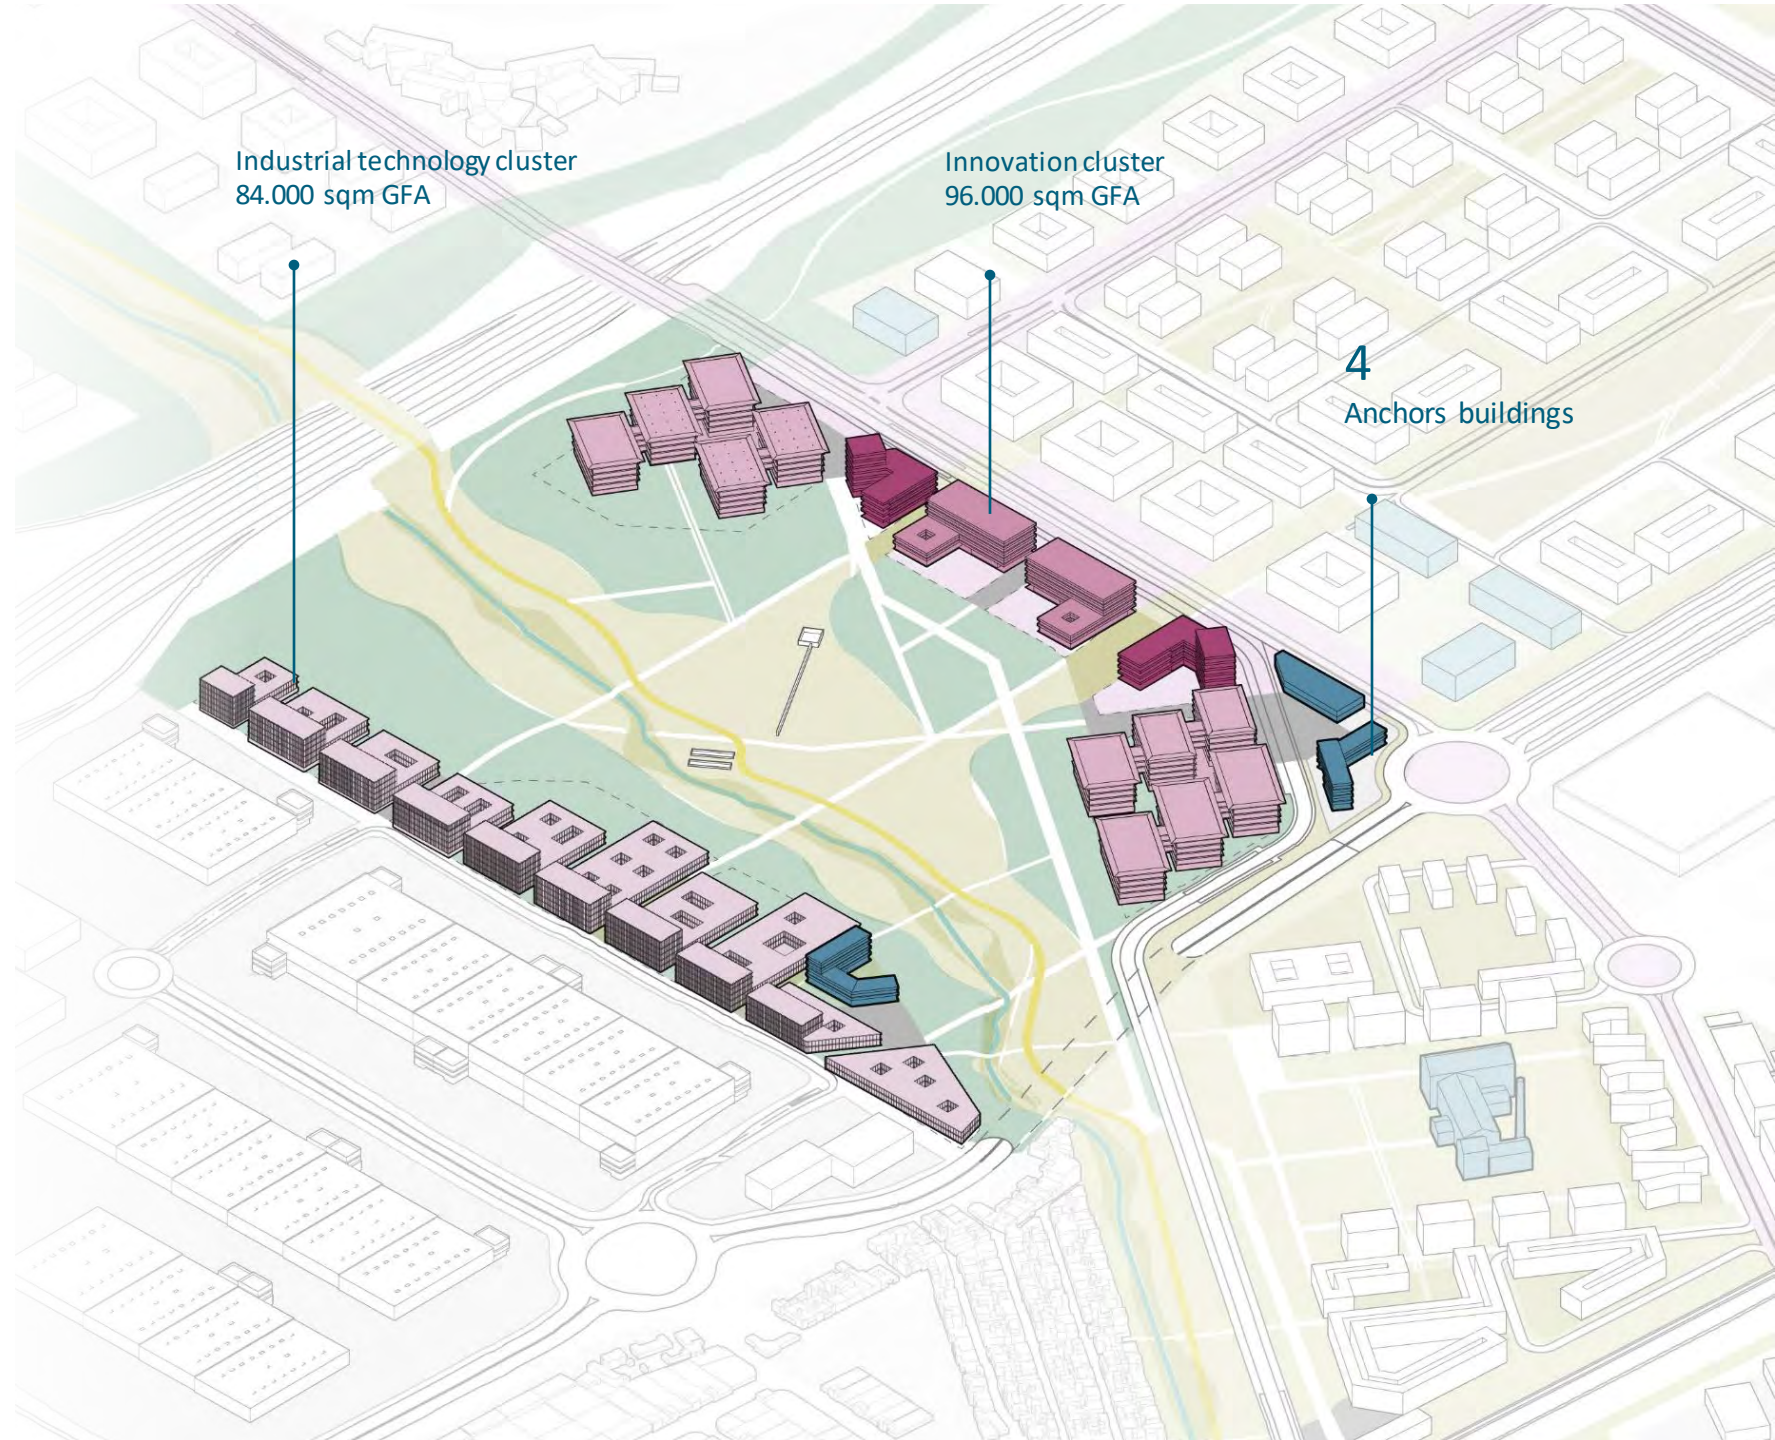 Industrial technology cluster
84.000 sqm GFA
Innovation cluster
96.000 sqm GFA
4
Anchors buildings